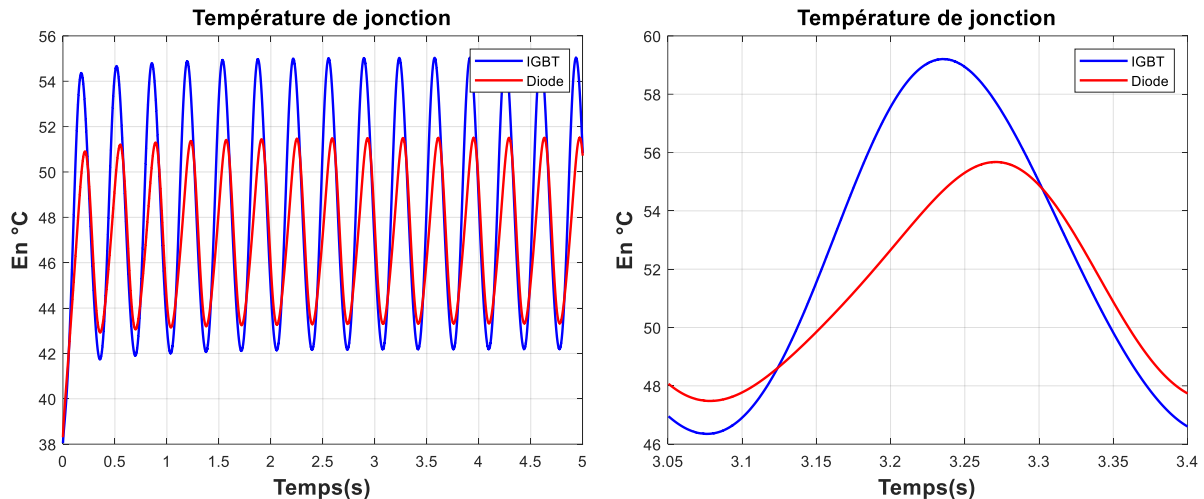 Température de jonction
56
54
52
50
48
46
44
42
40
38
En °C
IGBT
Diode
0 0.5 1 1.5 2 2.5 3 3.5 4 4.5 5
Temps(s)
Température de jonction
60
58
56
54
52
50
48
46
En °C
IGBT
Diode
3.05 3.1 3.15 3.2 3.25 3.3 3.35 3.4
Temps(s)